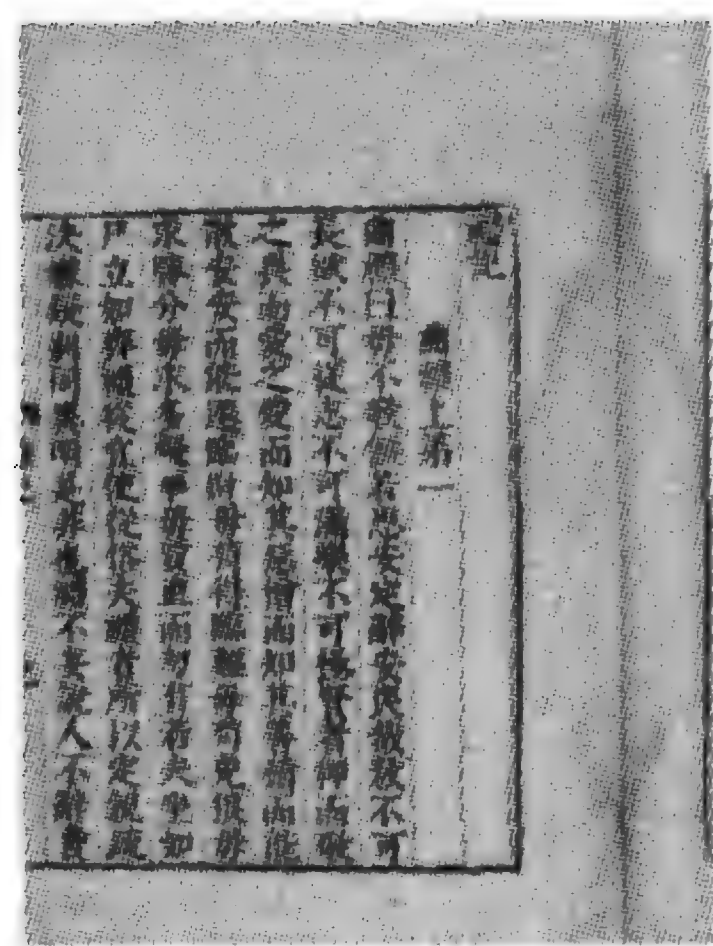 曲禮上第一
曲禮曰毋不敬儼若思安定辭安民哉敖不可
長欲不可從志不可滿樂不可極賢者狎而敬
之畏而愛之愛而知其惡憎而知其善積而能
散安安而能遷臨財毋苟得臨難毋苟免很毋
求勝分毋求多疑事毋質直而勿有若夫坐如
尸立如齊禮從宜使從俗夫禮者所以定親疏
決嫌疑別同異明是非也禮不妄說人不辭費